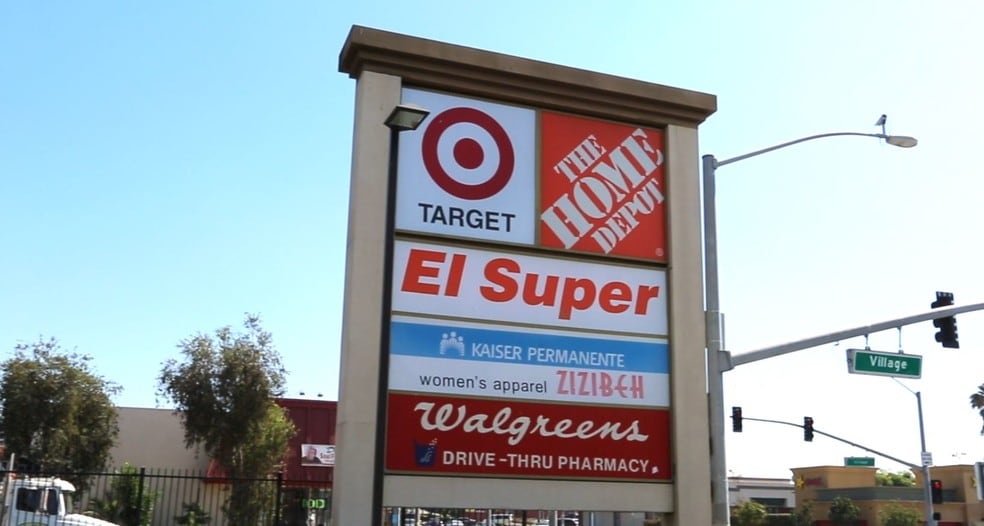 TARGET
THE
HOME
DEPOT
El Super
KAISER PERMANENTE
women's apparel ZIZIBEH
Walgreens
DRIVE-THRU PHARMACY
Village